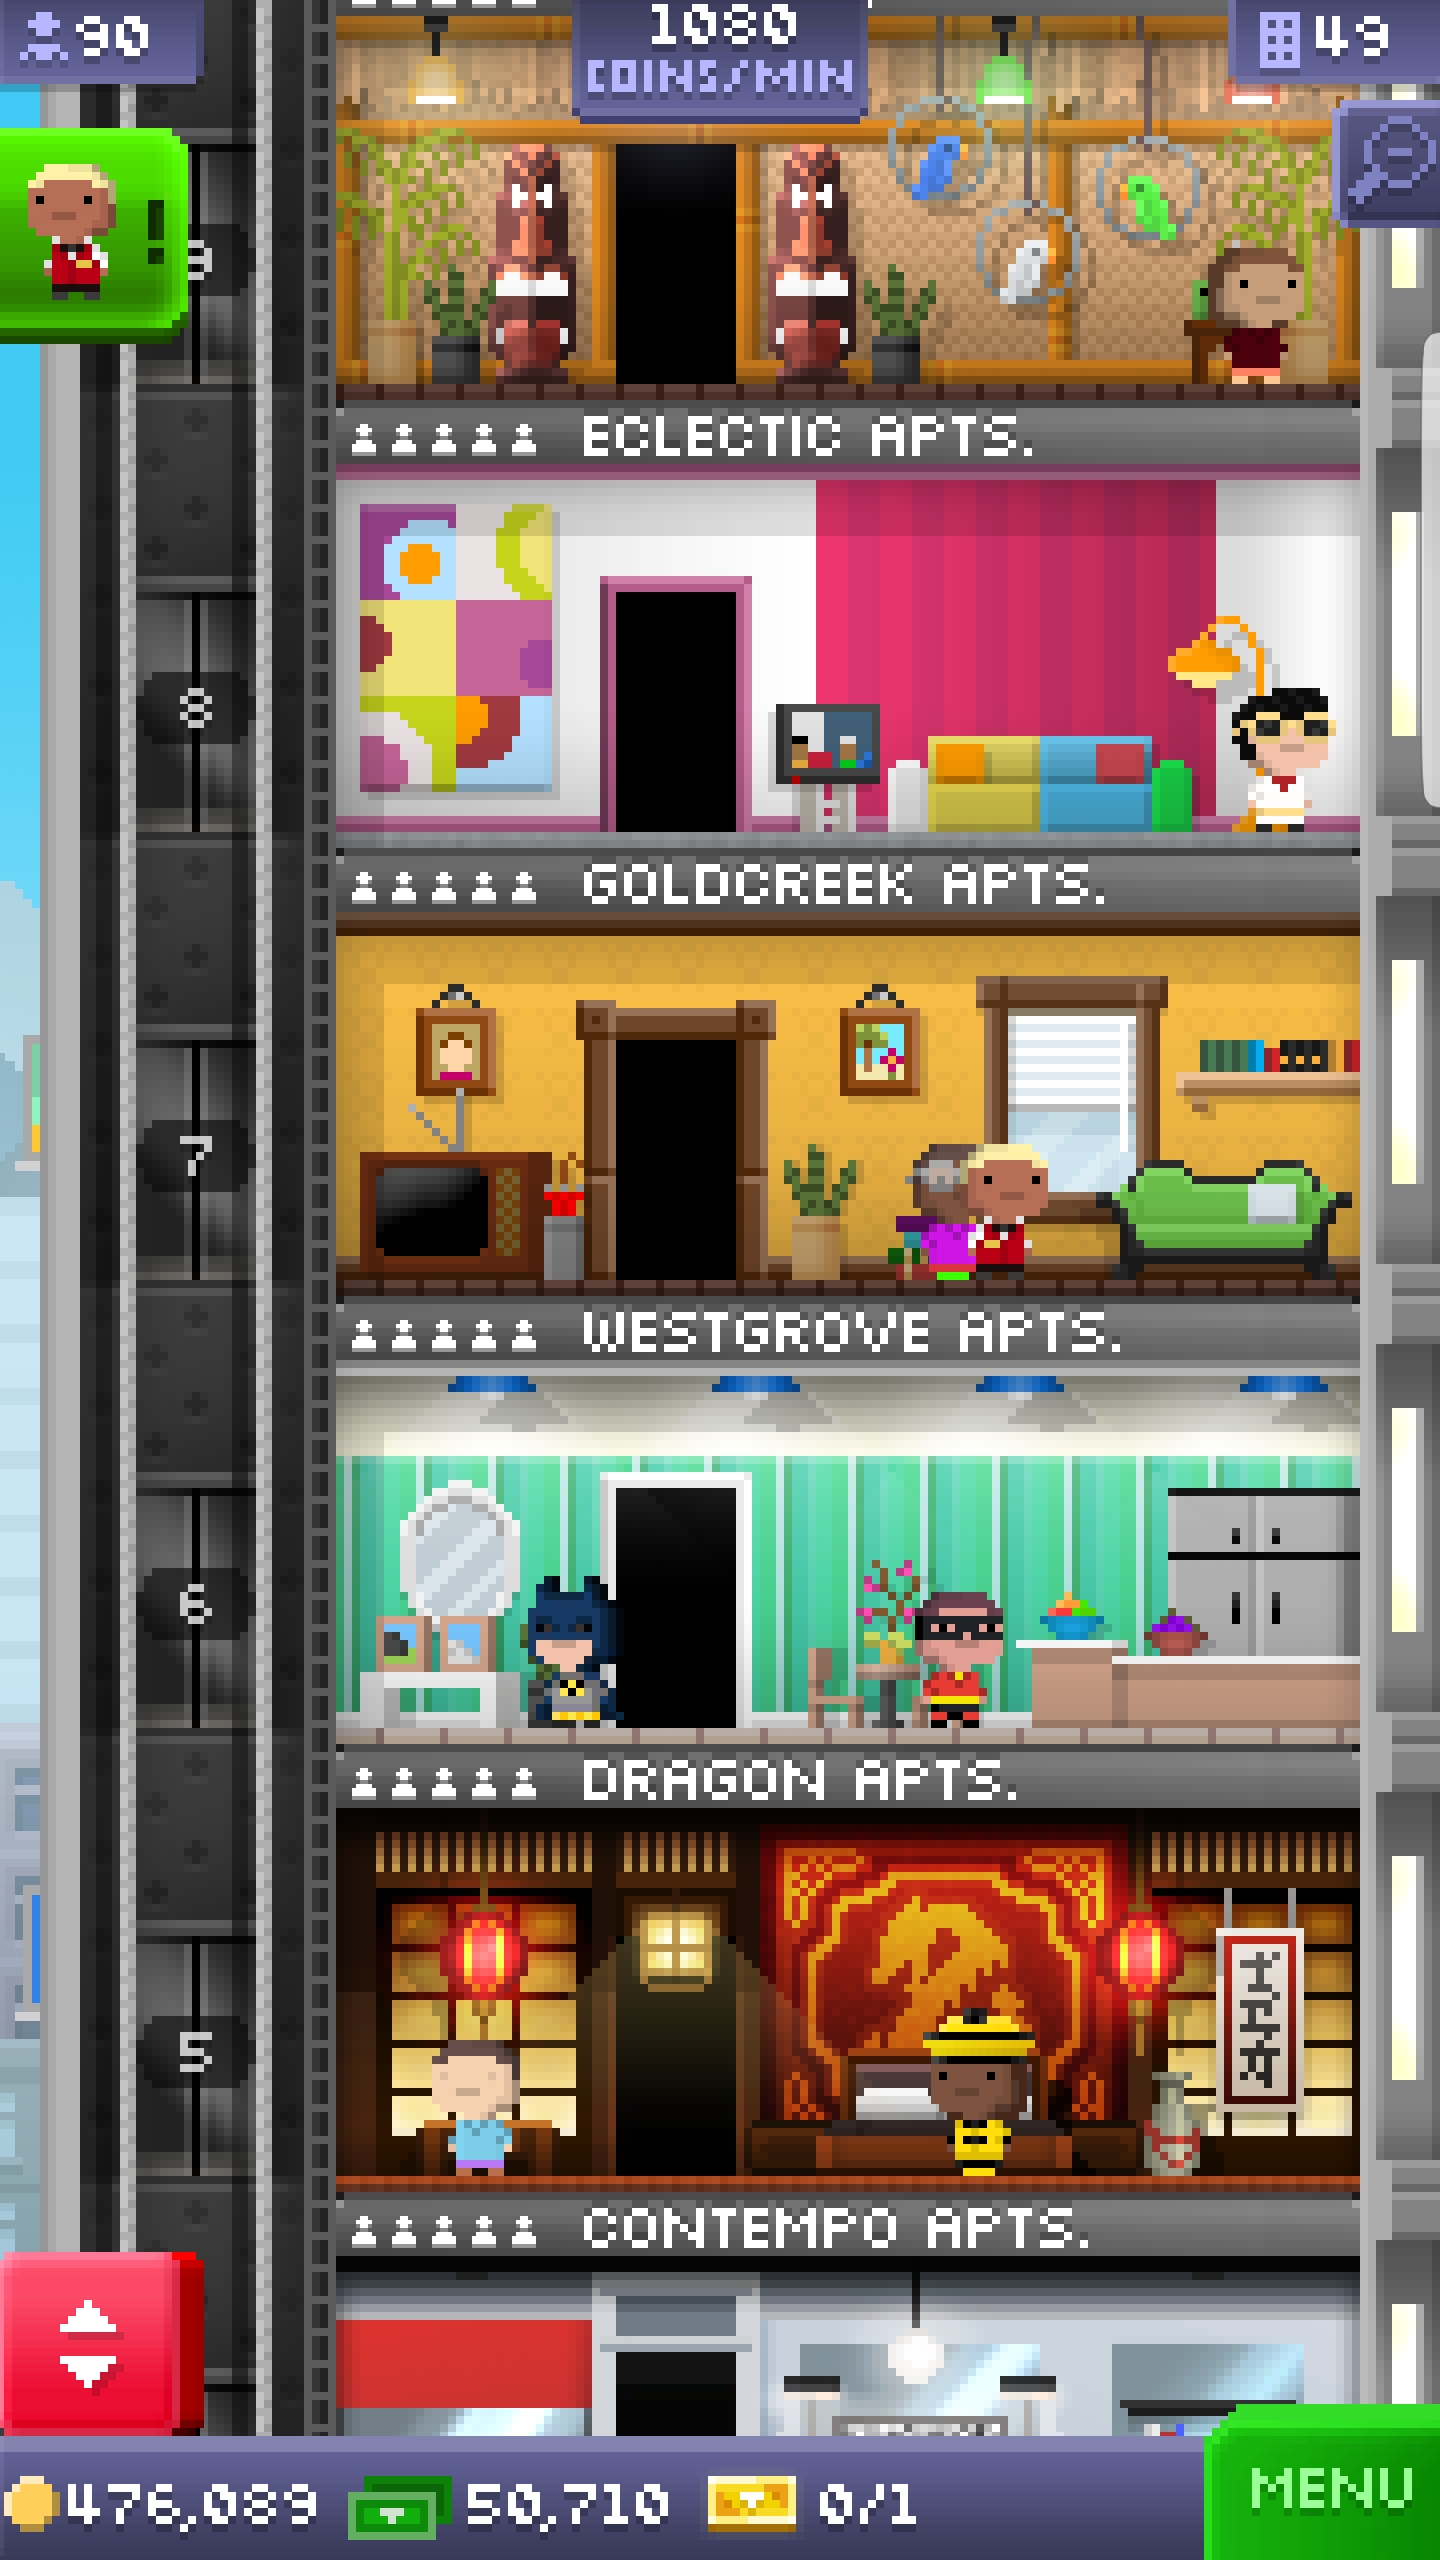 90
1080
COINS/MIN
49
!
9
ECLECTIC APTS.
8
GOLDCREEK APTS.
7
WESTGROVE APTS.
6
DRAGON APTS.
5
CONTEMPO APTS.
476,089
50,710
0/1
MENU